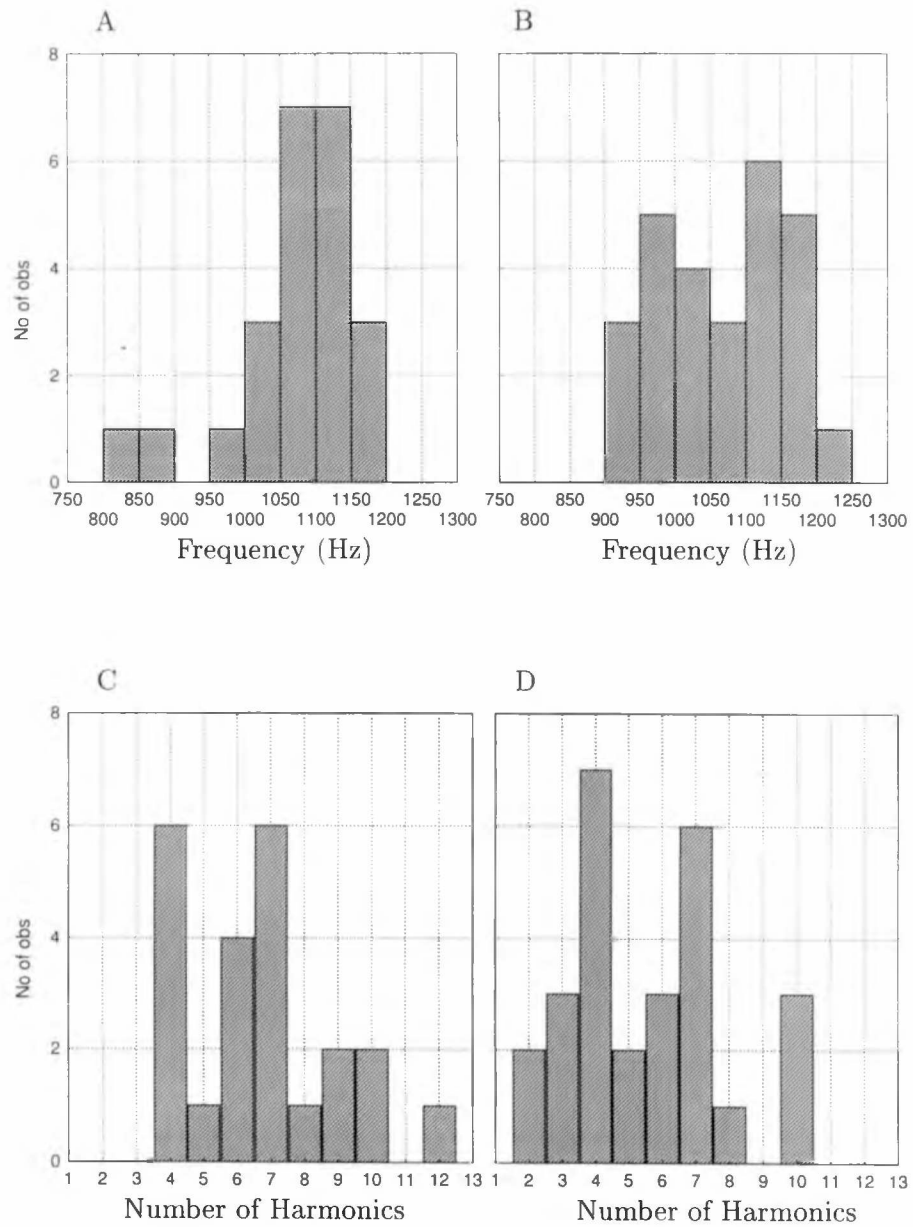 A
B
8
6
4
2
0
No of obs
750 850 950 1050 1150 1250
800 900 1000 1100 1200 1300
Frequency (Hz)
750 850 950 1050 1150 1250
800 900 1000 1100 1200 1300
Frequency (Hz)
C
D
8
6
4
2
0
No of obs
1 2 3 4 5 6 7 8 9 10 11 12 13
Number of Harmonics
1 2 3 4 5 6 7 8 9 10 11 12 13
Number of Harmonics